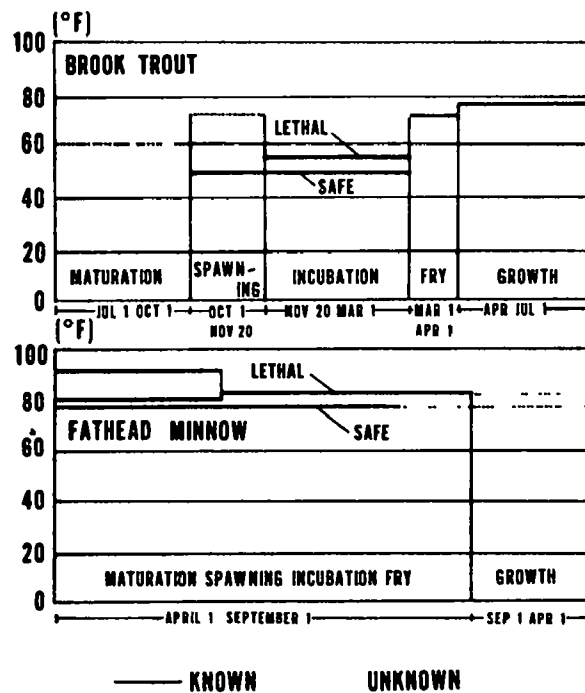 (°F)
BROOK TROUT
80
60
40
20
0
LETHAL
SAFE
MATURATION
SPAWN-
ING
INCUBATION
FRY
GROWTH
JUL 1 OCT 1
OCT 1
NOV 20
NOV 20 MAR 1
MAR 1
APR 1
APR JUL 1
(°F)
100
80
60
40
20
0
LETHAL
SAFE
FATHEAD MINNOW
MATURATION SPAWNING INCUBATION FRY
GROWTH
APRIL 1 SEPTEMBER 1
SEP 1 APR 1
KNOWN
UNKNOWN